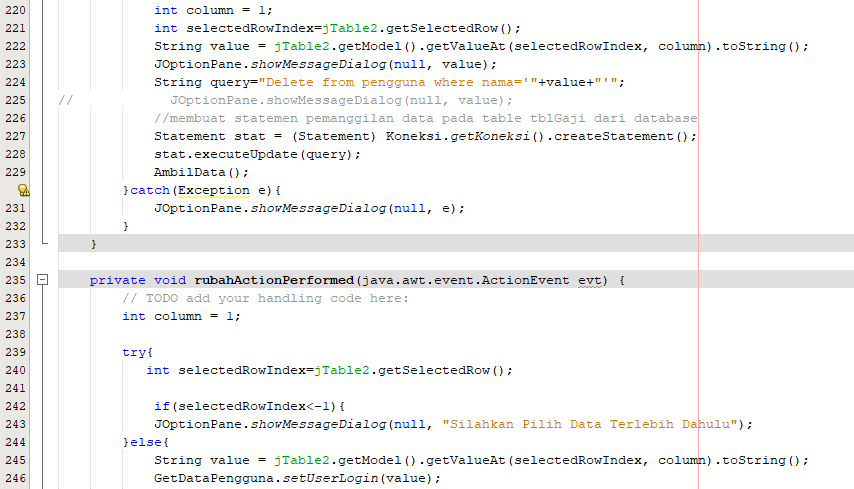 220 int column = 1;
221 int selectedRowIndex=jTable2.getSelectedRow();
222 String value = jTable2.getModel().getValueAt(selectedRowIndex, column).toString();
223 JOptionPane.showMessageDialog(null, value);
224 String query="Delete from pengguna where nama='"+value+"'";
225 // JOptionPane.showMessageDialog(null, value);
226 //membuat statemen pemanggilan data pada table tblGaji dari database
227 Statement stat = (Statement) Koneksi.getKoneksi().createStatement();
228 stat.executeUpdate(query);
229 AmbilData();
}catch(Exception e){
231 JOptionPane.showMessageDialog(null, e);
232 }
233 }
234
235 private void rubahActionPerformed(java.awt.event.ActionEvent evt) {
236 // TODO add your handling code here:
237 int column = 1;
238
239 try{
240 int selectedRowIndex=jTable2.getSelectedRow();
241
242 if(selectedRowIndex<-1){
243 JOptionPane.showMessageDialog(null, "Silahkan Pilih Data Terlebih Dahulu");
244 }else{
245 String value = jTable2.getModel().getValueAt(selectedRowIndex, column).toString();
246 GetDataPengguna.setUserLogin(value);